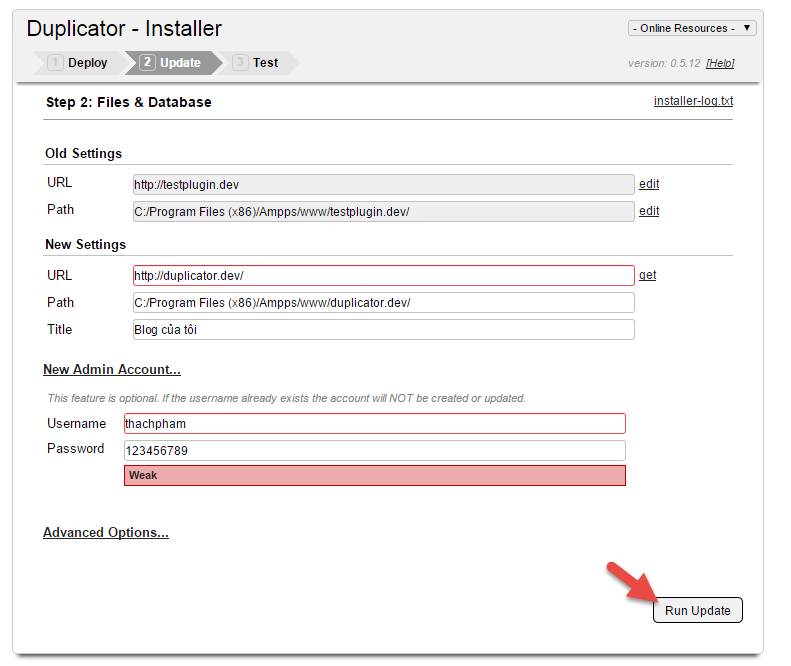 Duplicator - Installer
- Online Resources - ▼
1 Deploy 2 Update 3 Test
version: 0.5.12 [Help]
Step 2: Files & Database
installer-log.txt
Old Settings
URL http://testplugin.dev edit
Path C:/Program Files (x86)/Ampps/www/testplugin.dev/ edit
New Settings
URL http://duplicator.dev/ get
Path C:/Program Files (x86)/Ampps/www/duplicator.dev/
Title Blog của tôi
New Admin Account...
This feature is optional. If the username already exists the account will NOT be created or updated.
Username thachpham
Password 123456789
Weak
Advanced Options...
Run Update